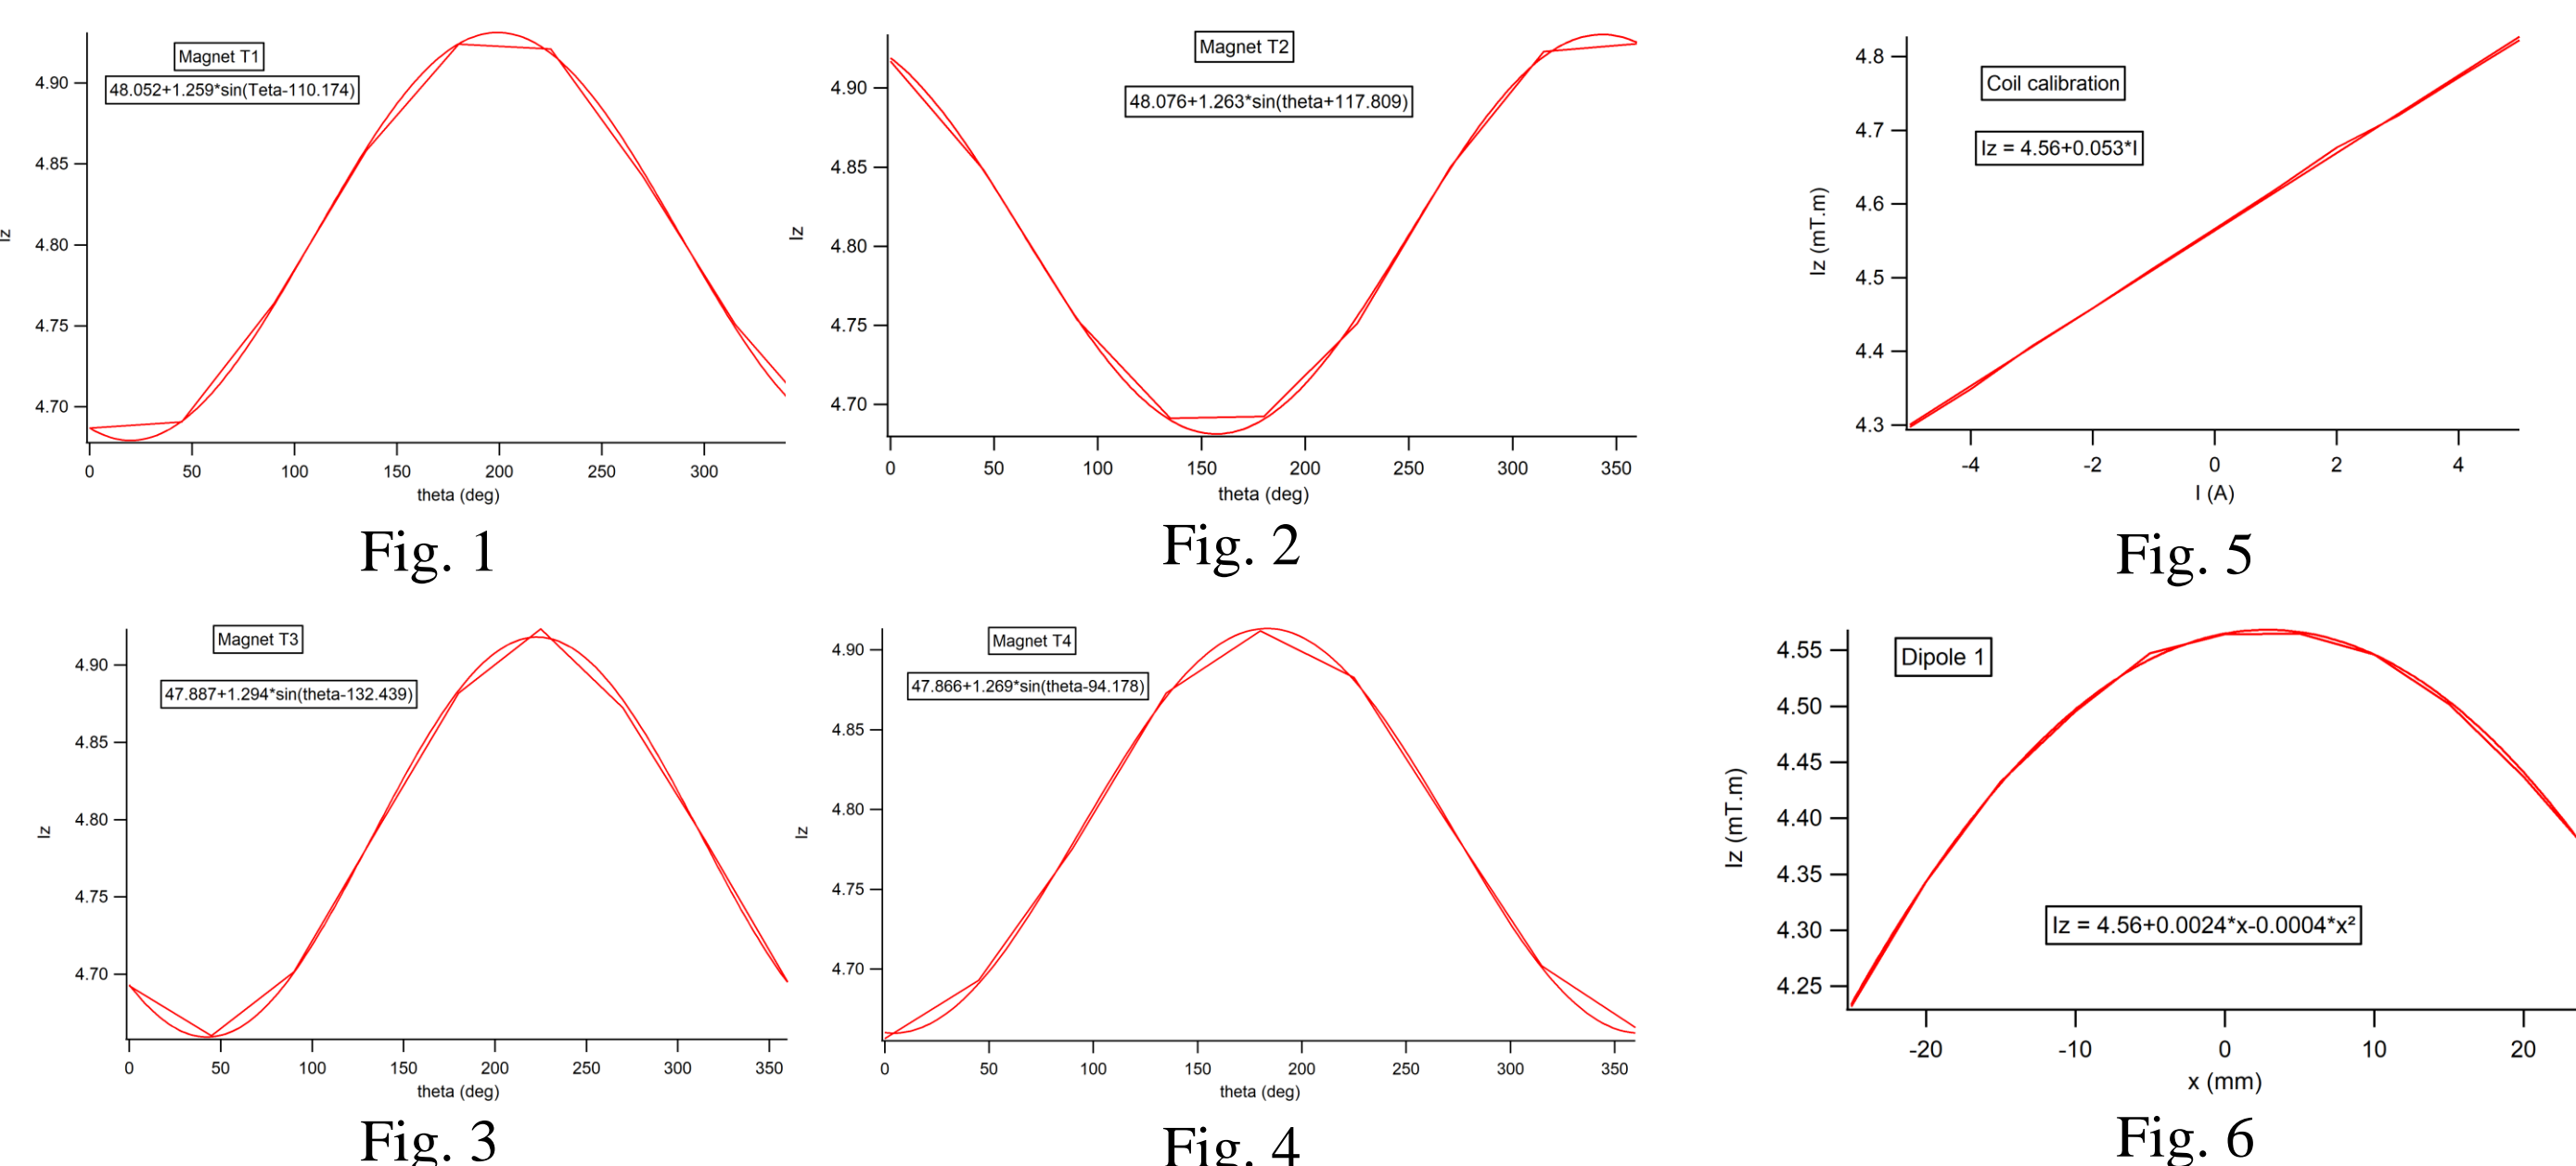 Magnet T1
48.052+1.259*sin(Teta-110.174)
4.90
4.85
4.80
4.75
4.70
Iz
0 50 100 150 200 250 300
theta (deg)
Fig. 1
Magnet T2
48.076+1.263*sin(theta+117.809)
4.90
4.85
4.80
4.75
4.70
Iz
0 50 100 150 200 250 300 350
theta (deg)
Fig. 2
Coil calibration
Iz = 4.56+0.053*I
4.8
4.7
4.6
4.5
4.4
4.3
Iz (mT.m)
-4 -2 0 2 4
I (A)
Fig. 5
Magnet T3
47.887+1.294*sin(theta-132.439)
4.90
4.85
4.80
4.75
4.70
Iz
0 50 100 150 200 250 300 350
theta (deg)
Fig. 3
Magnet T4
47.866+1.269*sin(theta-94.178)
4.90
4.85
4.80
4.75
4.70
Iz
0 50 100 150 200 250 300 350
theta (deg)
Fig. 4
Dipole 1
4.55
4.50
4.45
4.40
4.35
4.30
4.25
Iz (mT.m)
Iz = 4.56+0.0024*x-0.0004*x²
-20 -10 0 10 20
x (mm)
Fig. 6